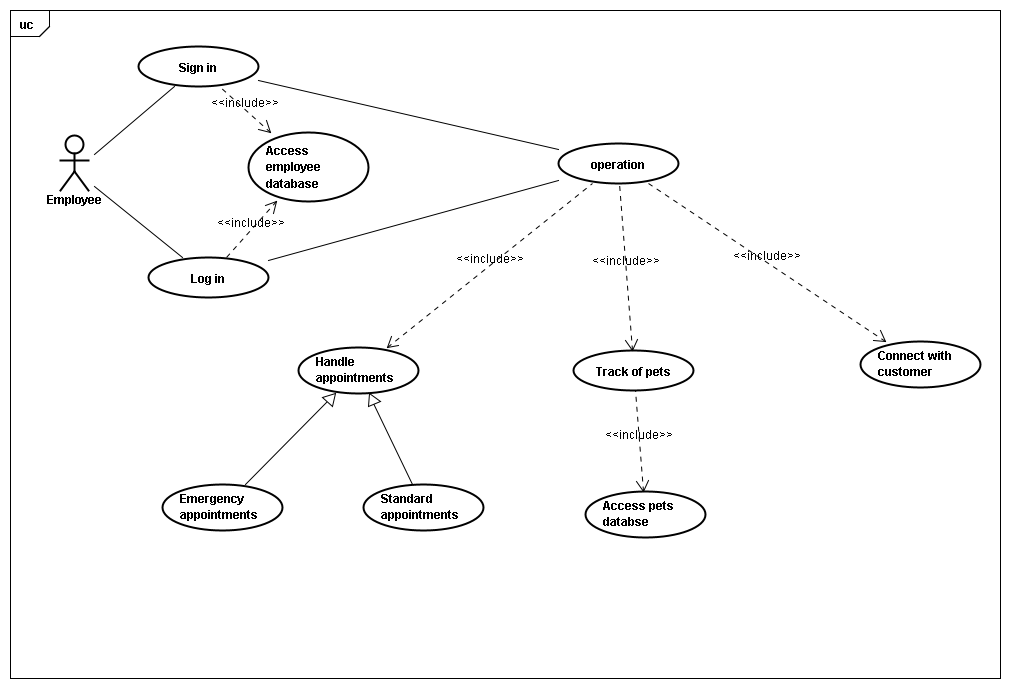 uc
Sign in
<<include>>
Access
employee
database
operation
Employee
<<include>>
Log in
<<include>>
<<include>>
<<include>>
Handle
appointments
Track of pets
Connect with
customer
<<include>>
Emergency
appointments
Standard
appointments
Access pets
databse